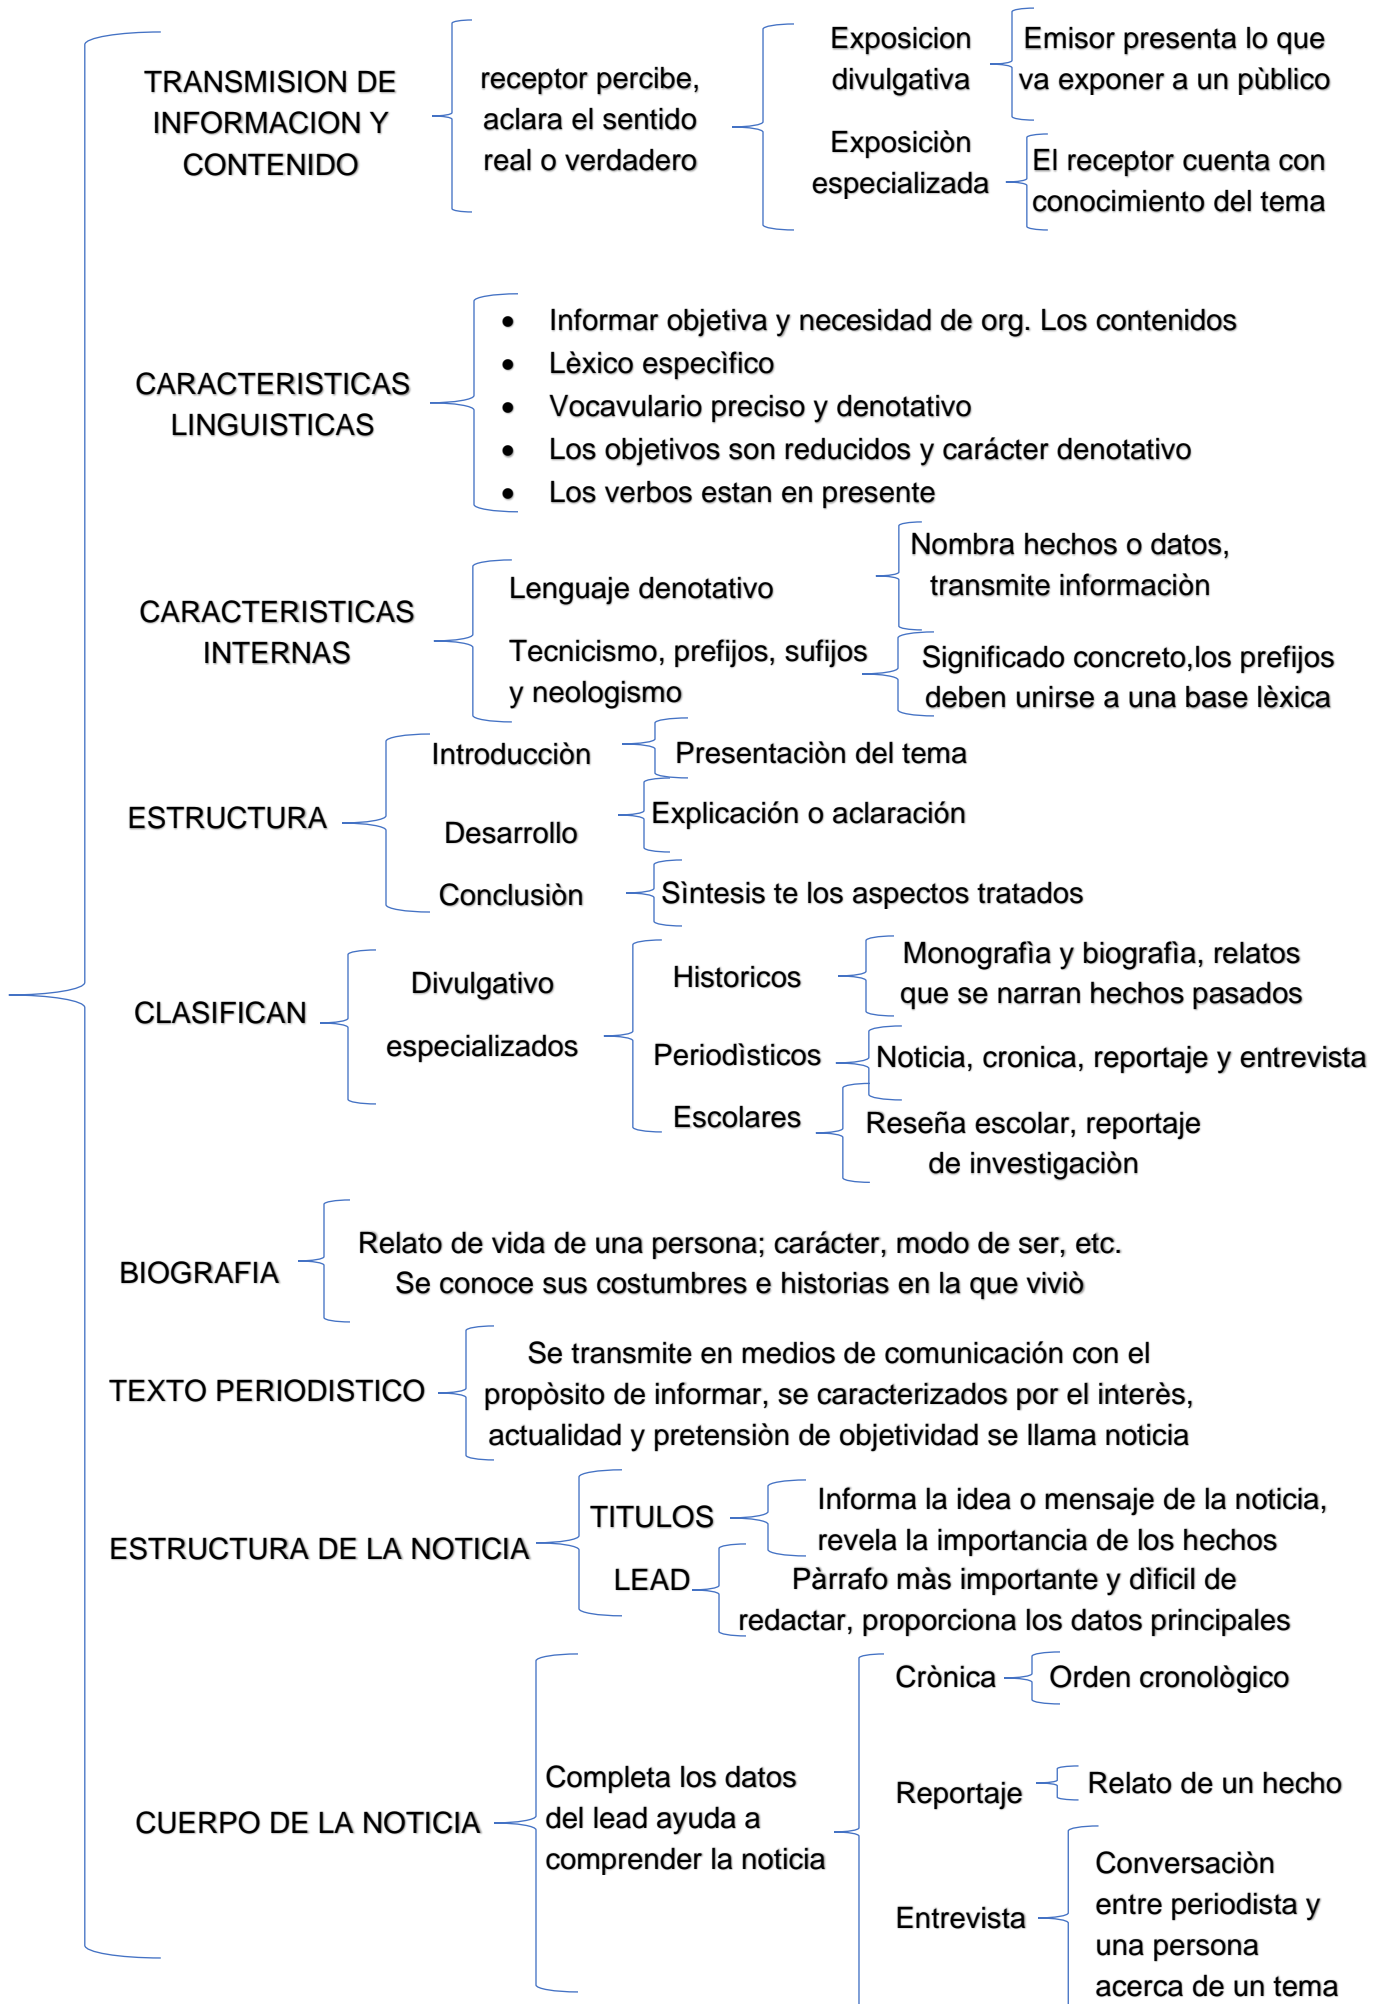 TRANSMISION DE
INFORMACION Y
CONTENIDO
receptor percibe,
aclara el sentido
real o verdadero
Exposicion
divulgativa
Emisor presenta lo que
va exponer a un pùblico
Exposiciòn
especializada
El receptor cuenta con
conocimiento del tema
CARACTERISTICAS
LINGUISTICAS
• Informar objetiva y necesidad de org. Los contenidos
• Lèxico especìfico
• Vocavulario preciso y denotativo
• Los objetivos son reducidos y carácter denotativo
• Los verbos estan en presente
CARACTERISTICAS
INTERNAS
Lenguaje denotativo
Nombra hechos o datos,
transmite informaciòn
Tecnicismo, prefijos, sufijos
y neologismo
Significado concreto,los prefijos
deben unirse a una base lèxica
ESTRUCTURA
Introducciòn
Presentaciòn del tema
Desarrollo
Explicación o aclaración
Conclusiòn
Sìntesis te los aspectos tratados
CLASIFICAN
Divulgativo
especializados
Historicos
Monografìa y biografìa, relatos
que se narran hechos pasados
Periodìsticos
Noticia, cronica, reportaje y entrevista
Escolares
Reseña escolar, reportaje
de investigaciòn
BIOGRAFIA
Relato de vida de una persona; carácter, modo de ser, etc.
Se conoce sus costumbres e historias en la que viviò
TEXTO PERIODISTICO
Se transmite en medios de comunicación con el
propòsito de informar, se caracterizados por el interès,
actualidad y pretensiòn de objetividad se llama noticia
ESTRUCTURA DE LA NOTICIA
TITULOS
Informa la idea o mensaje de la noticia,
revela la importancia de los hechos
LEAD
Pàrrafo màs importante y dìficil de
redactar, proporciona los datos principales
CUERPO DE LA NOTICIA
Completa los datos
del lead ayuda a
comprender la noticia
Crònica
Orden cronològico
Reportaje
Relato de un hecho
Entrevista
Conversaciòn
entre periodista y
una persona
acerca de un tema